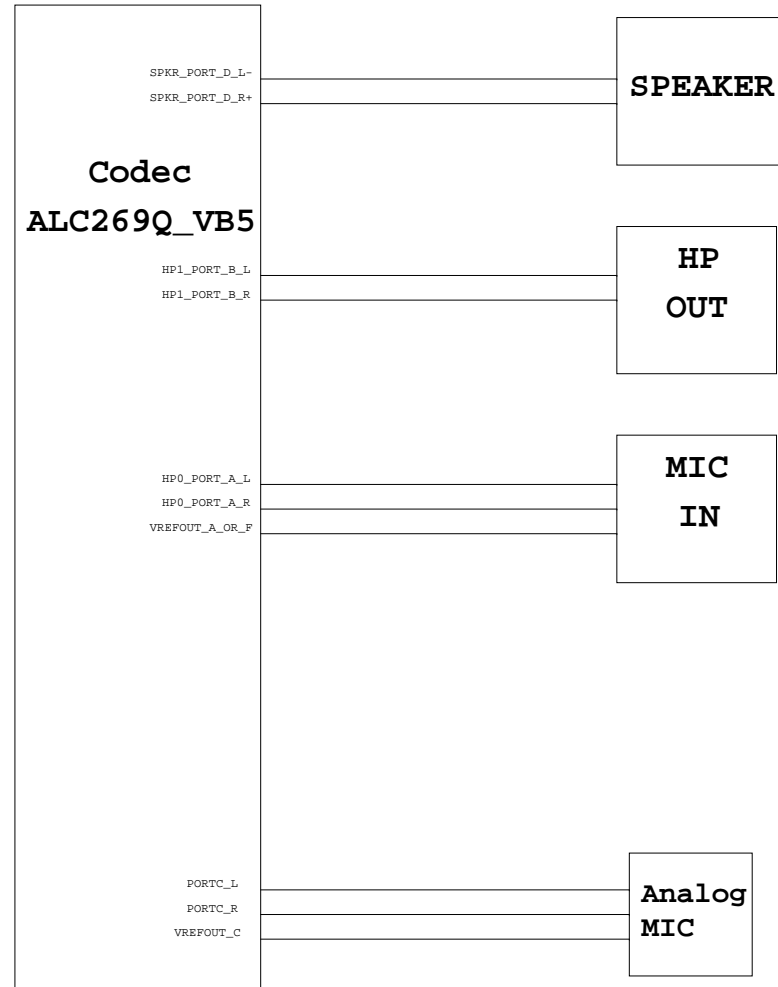 SPKR_PORT_D_L-
SPKR_PORT_D_R+
SPEAKER
Codec
ALC269Q_VB5
HP1_PORT_B_L
HP1_PORT_B_R
HP
OUT
HP0_PORT_A_L
HP0_PORT_A_R
VREFOUT_A_OR_F
MIC
IN
PORTC_L
PORTC_R
VREFOUT_C
Analog
MIC